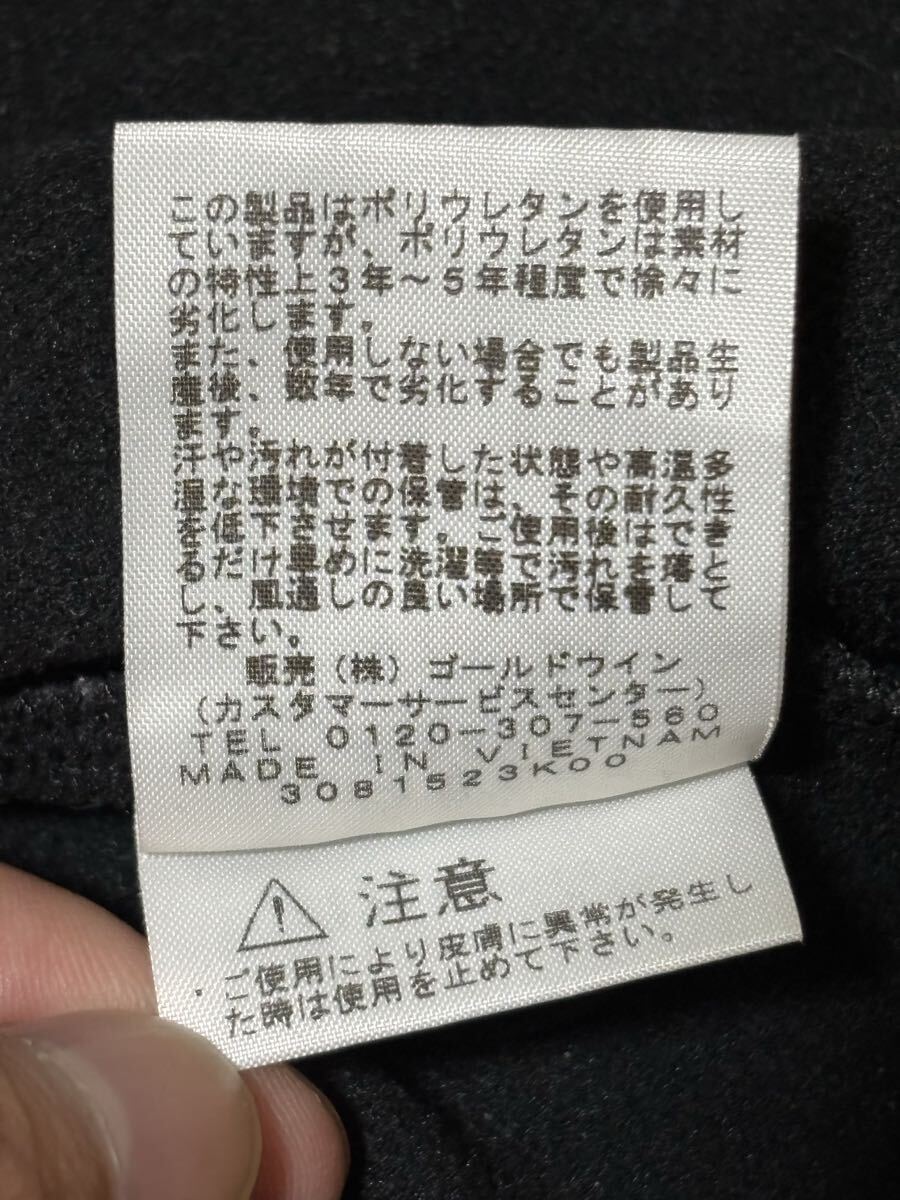 この製品はポリウレタンを使用し
ていますが、ポリウレタンは素材
の特性上3年～5年程度で徐々に
劣化します。
また、使用しない場合でも製品生
産後、数年で劣化することがあり
ます。
汗や汚れが付着した状態や高温多
湿な環境での保管は、その耐久性
を低下させます。ご使用後はできと
るだけ豊めに洗濯で汚れを落とし
、風通しの良い暗い場所で保管して
下さい。
販売(株)ゴールドウイン
(カスタマーサービスセンター)
TEL 0120-307-560
MADE IN VIETNAM
3081523K00
注意
・ご使用により皮膚に異常が発生し
た時は使用を止めて下さい。